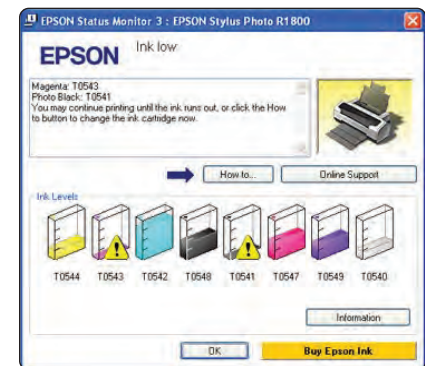 EPSON Status Monitor 3 : EPSON Stylus Photo R1800
EPSON
Ink low
Magenta: T0543
Photo Black: T0541
You may continue printing until the ink runs out, or click the How
to button to change the ink cartridge now.
How to...
Online Support
Ink Levels
T0544 T0543 T0542 T0548 T0541 T0547 T0549 T0540
Information
OK
Buy Epson Ink